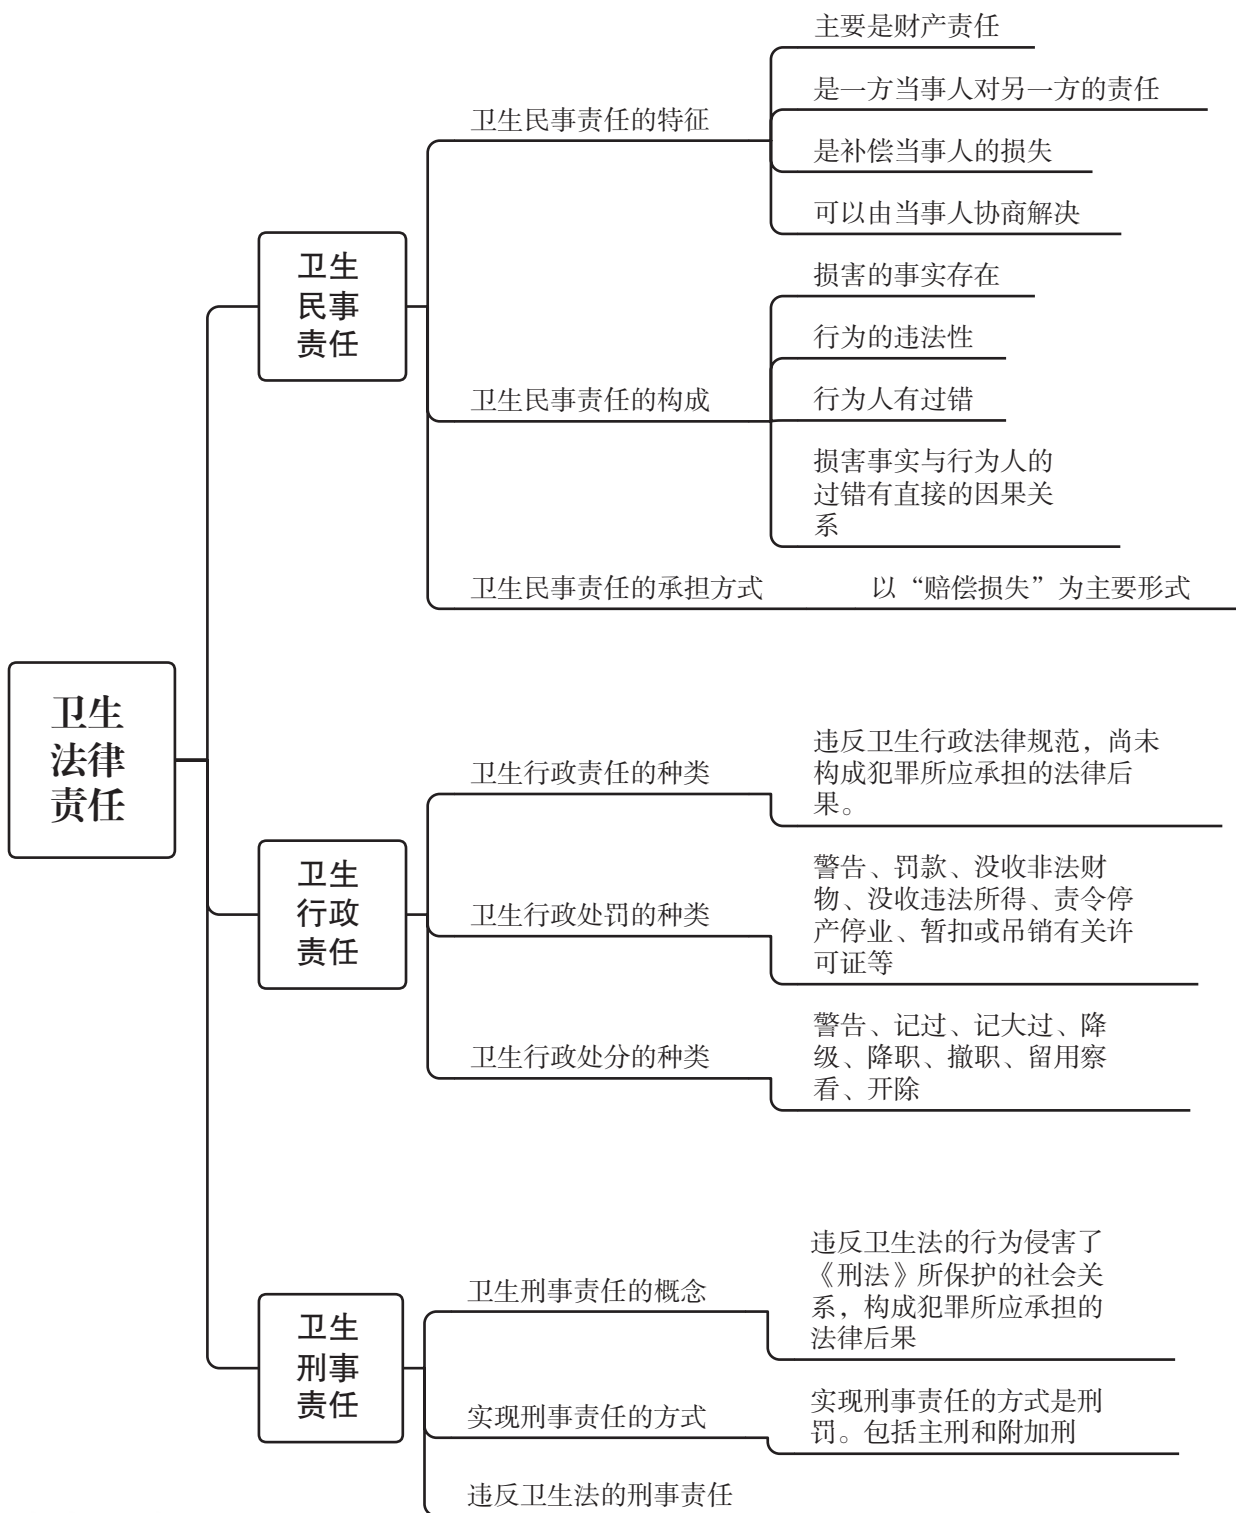 卫生
法律
责任
卫生
民事
责任
卫生民事责任的特征
主要是财产责任
是一方当事人对另一方的责任
是补偿当事人的损失
可以由当事人协商解决
卫生民事责任的构成
损害的事实存在
行为的违法性
行为人有过错
损害事实与行为人的
过错有直接的因果关
系
卫生民事责任的承担方式
以“赔偿损失”为主要形式
卫生
行政
责任
卫生行政责任的种类
违反卫生行政法律规范，尚未
构成犯罪所应承担的法律后
果。
卫生行政处罚的种类
警告、罚款、没收非法财
物、没收违法所得、责令停
产停业、暂扣或吊销有关许
可证等
卫生行政处分的种类
警告、记过、记大过、降
级、降职、撤职、留用察
看、开除
卫生
刑事
责任
卫生刑事责任的概念
违反卫生法的行为侵害了
《刑法》所保护的社会关
系，构成犯罪所应承担的
法律后果
实现刑事责任的方式
实现刑事责任的方式是刑
罚。包括主刑和附加刑
违反卫生法的刑事责任